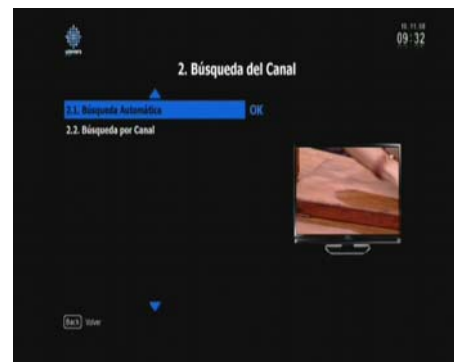 09:32
2. Búsqueda del Canal
2.1. Búsqueda Automática OK
2.2. Búsqueda por Canal
Back Volver